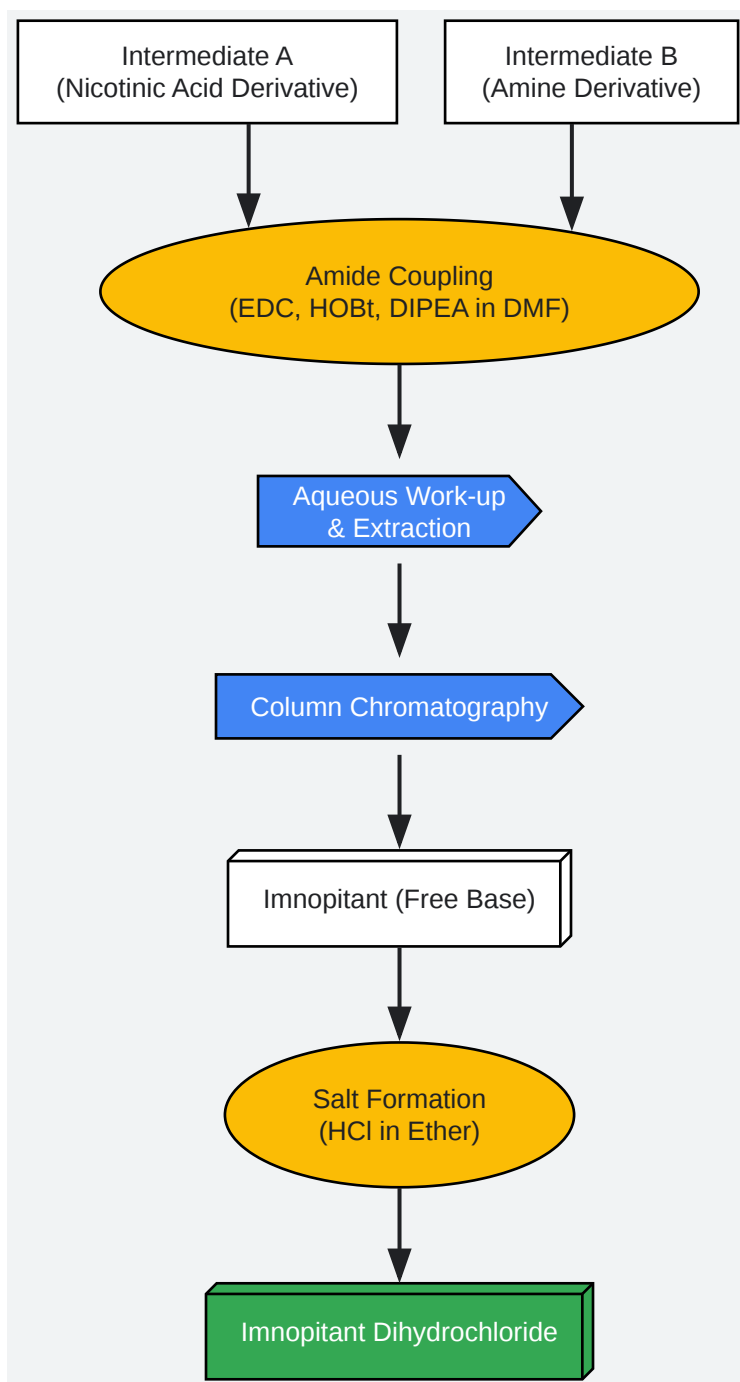 Intermediate A
(Nicotinic Acid Derivative)
Intermediate B
(Amine Derivative)
Amide Coupling
(EDC, HOBt, DIPEA in DMF)
Aqueous Work-up
& Extraction
Column Chromatography
Imnopitant (Free Base)
Salt Formation
(HCl in Ether)
Imnopitant Dihydrochloride